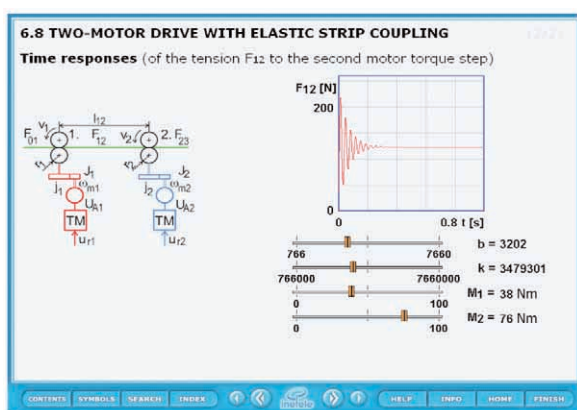 6.8 TWO-MOTOR DRIVE WITH ELASTIC STRIP COUPLING
Time responses (of the tension F12 to the second motor torque step)
F12 [N]
200
0
0 0.8 t [s]
l12
F01 v1 1. F12 v2 2. F23
r1 r2
J1 J2
j1 ωm1 j2 ωm2
UA1 UA2
TM TM
ur1 ur2
766 7660 b = 3202
766000 7660000 k = 3479301
0 100 M1 = 38 Nm
0 100 M2 = 76 Nm
CONTENTS SYMBOLS SEARCH INDEX inetele HELP INFO HOME FINISH